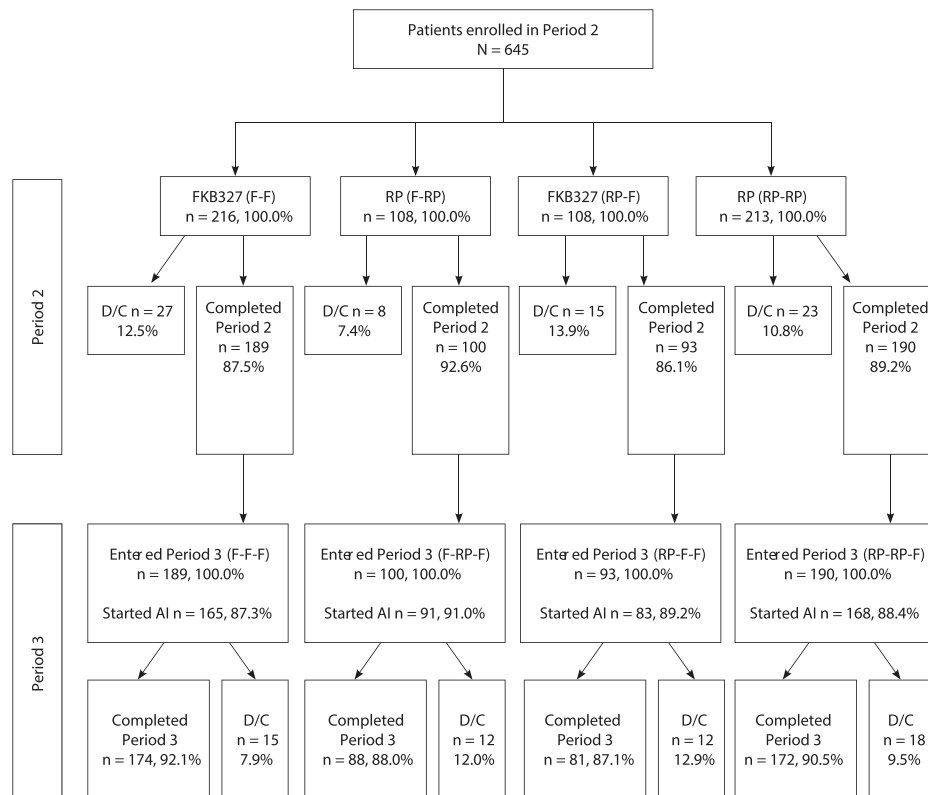 Patients enrolled in Period 2
N = 645
Period 2
FKB327 (F-F)
n = 216, 100.0%
RP (F-RP)
n = 108, 100.0%
FKB327 (RP-F)
n = 108, 100.0%
RP (RP-RP)
n = 213, 100.0%
D/C n = 27
12.5%
Completed
Period 2
n = 189
87.5%
D/C n = 8
7.4%
Completed
Period 2
n = 100
92.6%
D/C n = 15
13.9%
Completed
Period 2
n = 93
86.1%
D/C n = 23
10.8%
Completed
Period 2
n = 190
89.2%
Period 3
Entered Period 3 (F-F-F)
n = 189, 100.0%
Started AI n = 165, 87.3%
Entered Period 3 (F-RP-F)
n = 100, 100.0%
Started AI n = 91, 91.0%
Entered Period 3 (RP-F-F)
n = 93, 100.0%
Started AI n = 83, 89.2%
Entered Period 3 (RP-RP-F)
n = 190, 100.0%
Started AI n = 168, 88.4%
Completed
Period 3
n = 174, 92.1%
D/C
n = 15
7.9%
Completed
Period 3
n = 88, 88.0%
D/C
n = 12
12.0%
Completed
Period 3
n = 81, 87.1%
D/C
n = 12
12.9%
Completed
Period 3
n = 172, 90.5%
D/C
n = 18
9.5%